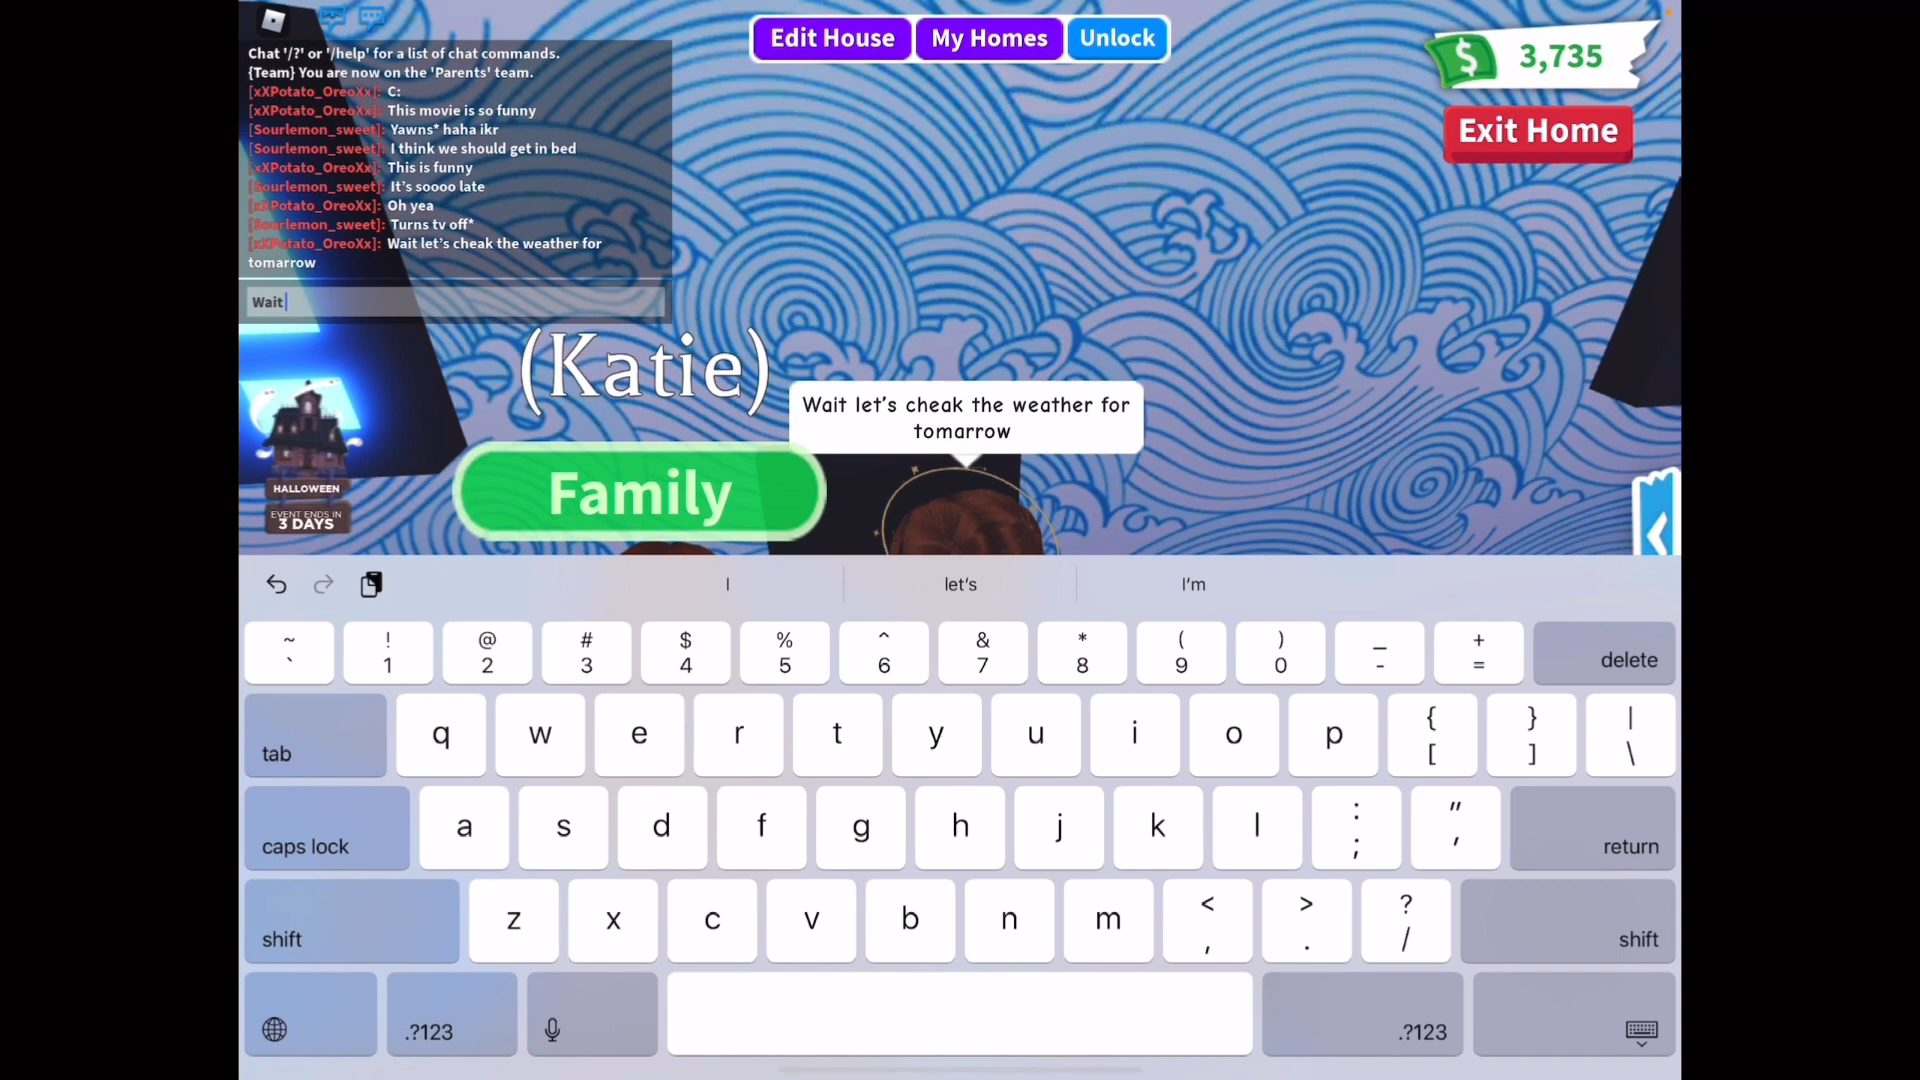 Chat '/?' or '/help' for a list of chat commands.
{Team} You are now on the 'Parents' team.
[xXPotato_OreoXx]: C:
[xXPotato_OreoXx]: This movie is so funny
[Sourlemon_sweet]: Yawns* haha ikr
[Sourlemon_sweet]: I think we should get in bed
[xXPotato_OreoXx]: This is funny
[Sourlemon_sweet]: It's soooo late
[xXPotato_OreoXx]: Oh yea
[Sourlemon_sweet]: Turns tv off*
[xXPotato_OreoXx]: Wait let's cheak the weather for
tomarrow
Wait
Edit House My Homes Unlock
$ 3,735
Exit Home
(Katie)
Wait let's cheak the weather for
tomarrow
Family
HALLOWEEN
EVENT ENDS IN
3 DAYS
I let's I'm
~ ! @ # $ % ^ & * ( ) _ +
` 1 2 3 4 5 6 7 8 9 0 - = delete
tab q w e r t y u i o p { [ } ] | \
caps lock a s d f g h j k l : ; " ' return
shift z x c v b n m < , > . ? / shift
.?123 .?123